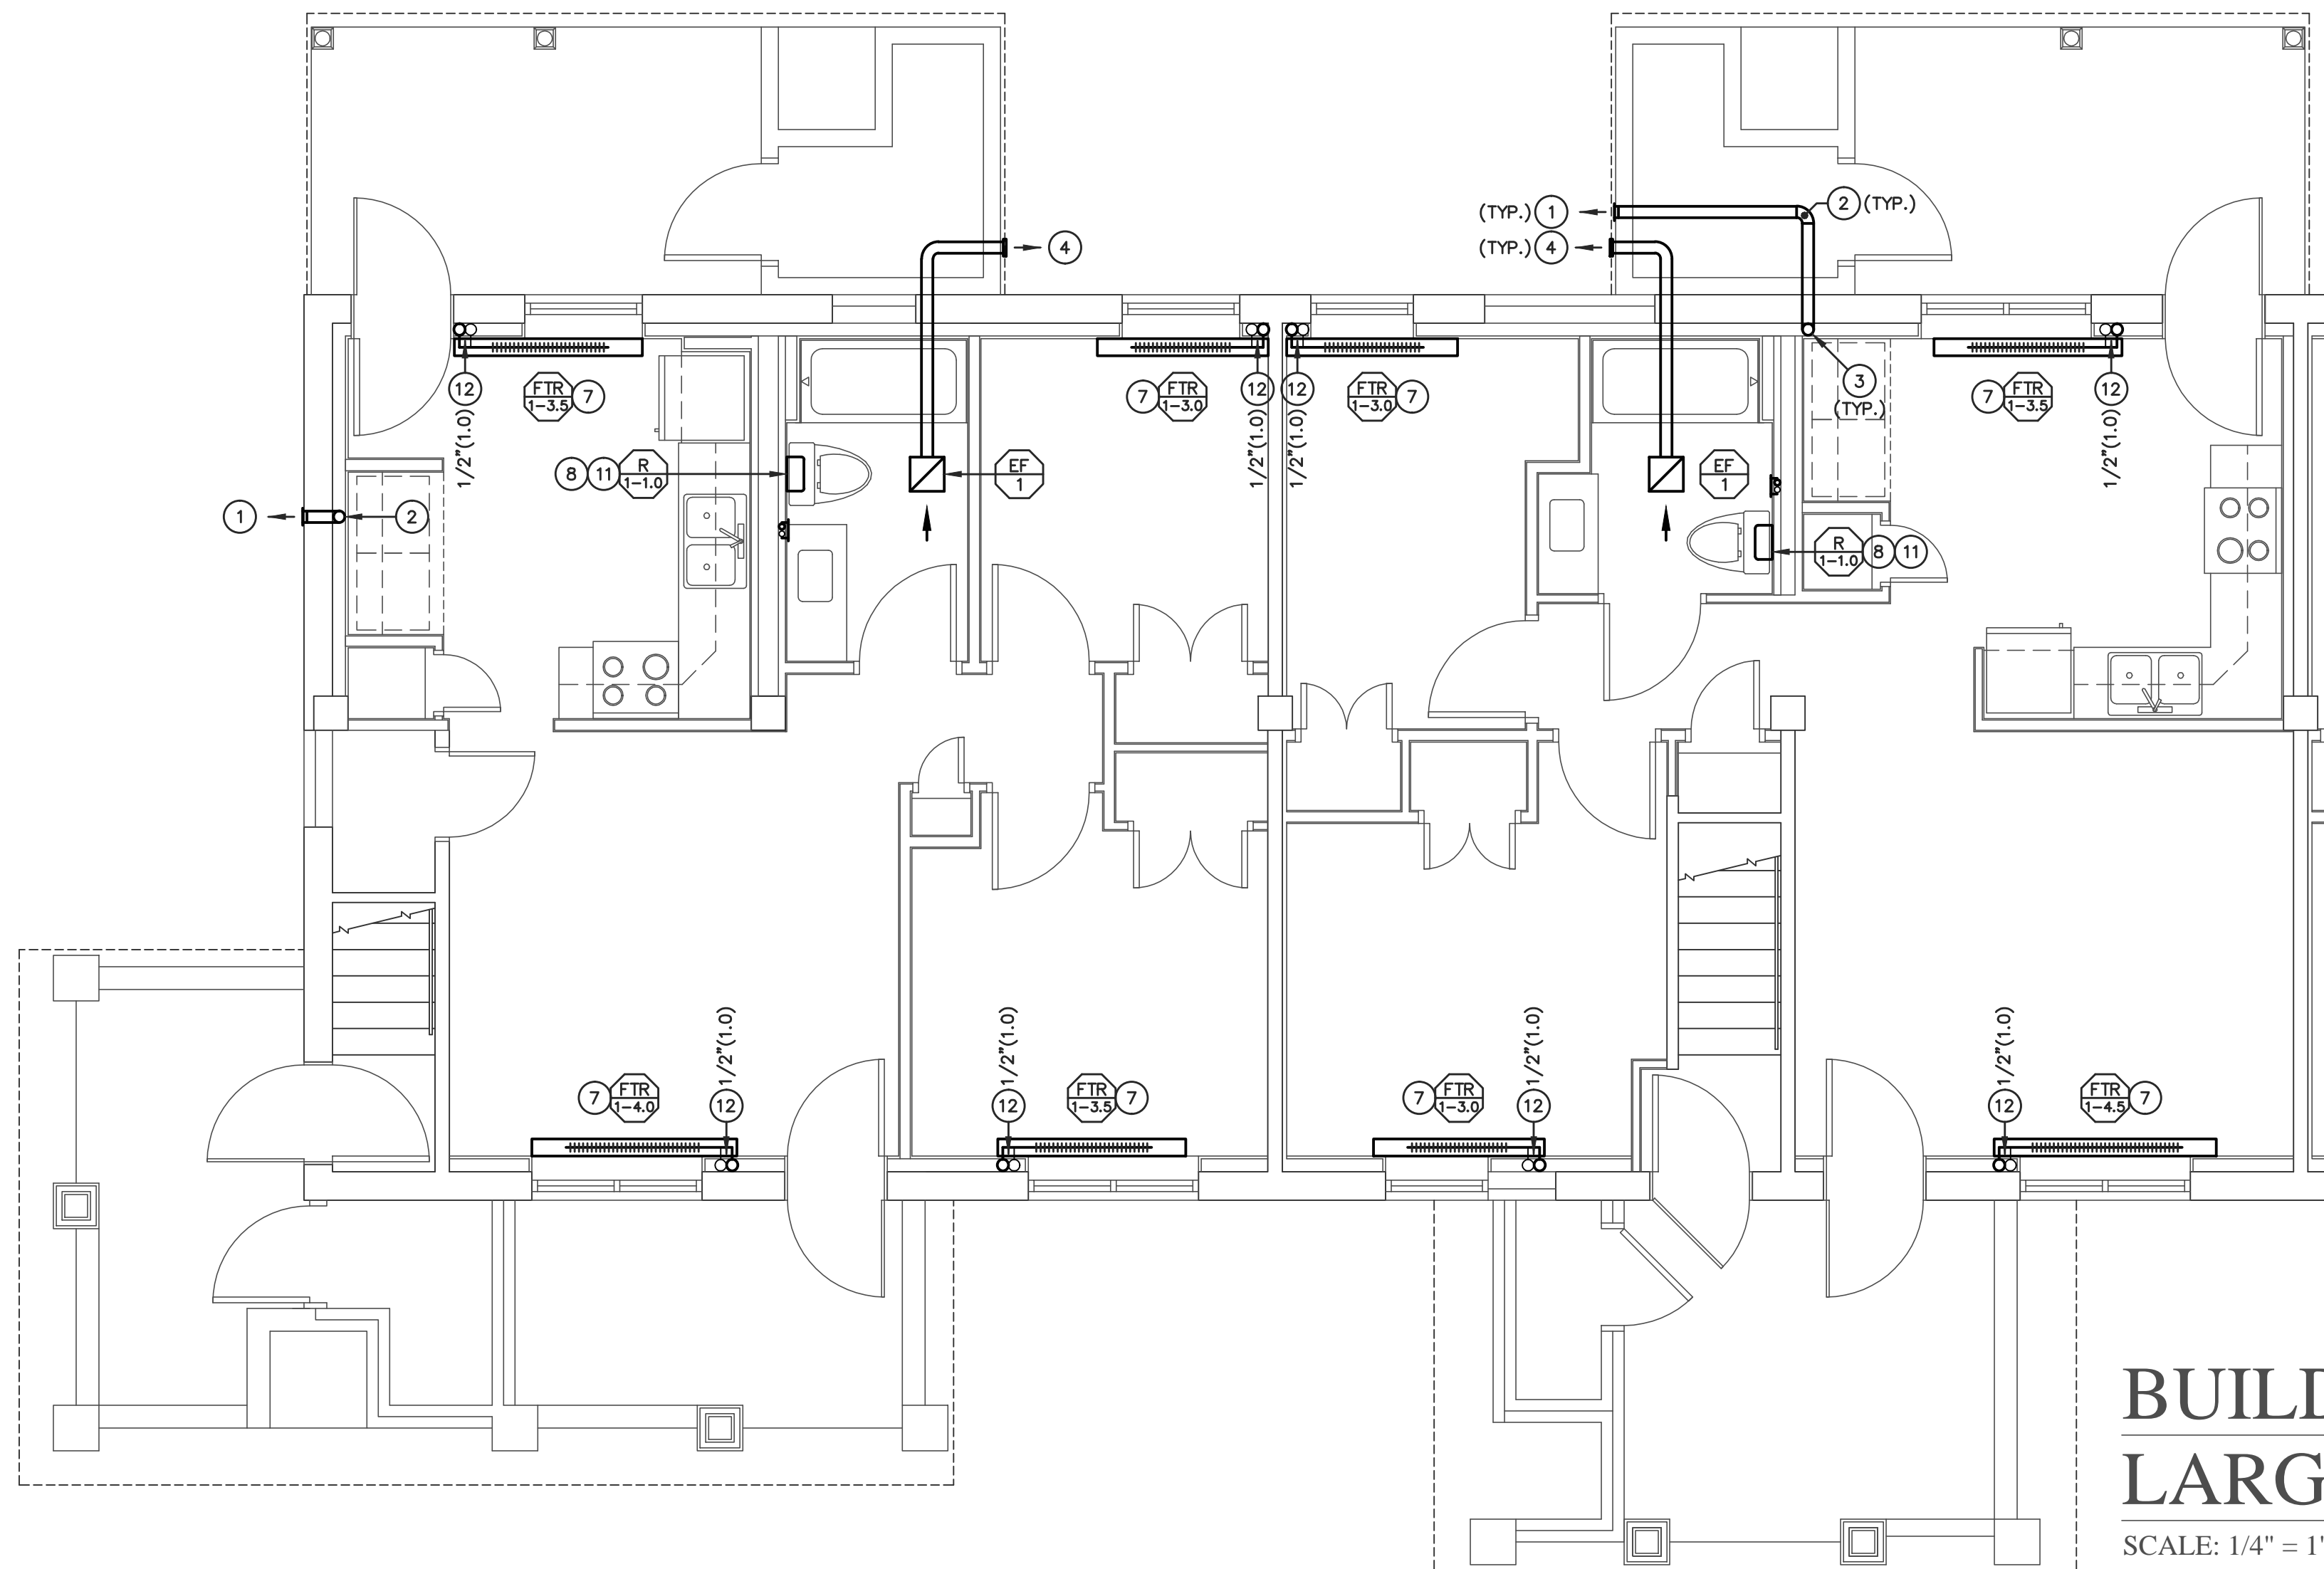 (TYP.) 1
2 (TYP.)
4
(TYP.) 4
12
FTR
1-3.5
7
1/2"(1.0)
7
FTR
1-3.0
12
1/2"(1.0)
12
FTR
1-3.0
7
1/2"(1.0)
3
(TYP.)
7
FTR
1-3.5
12
1/2"(1.0)
8
11
R
1-1.0
EF
1
EF
1
1
2
R
1-1.0
8
11
7
FTR
1-4.0
12
1/2"(1.0)
12
1/2"(1.0)
FTR
1-3.5
7
7
FTR
1-3.0
12
1/2"(1.0)
12
1/2"(1.0)
FTR
1-4.5
7
BUILD
LARG
SCALE: 1/4" = 1'